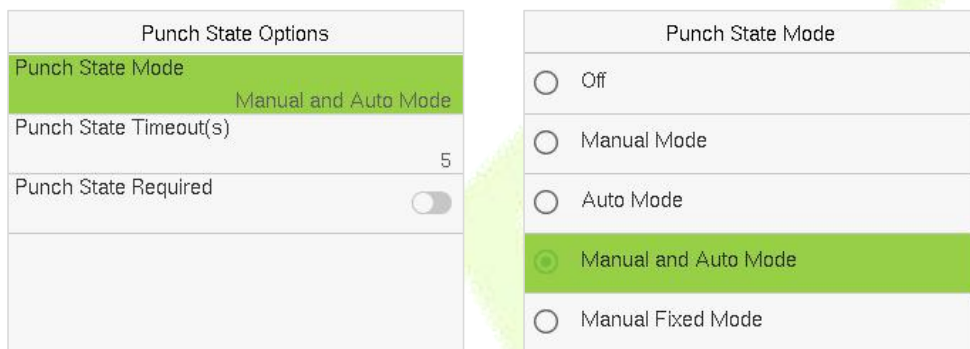 Punch State Options
Punch State Mode
Manual and Auto Mode
Punch State Timeout(s)
5
Punch State Required
Punch State Mode
Off
Manual Mode
Auto Mode
Manual and Auto Mode
Manual Fixed Mode